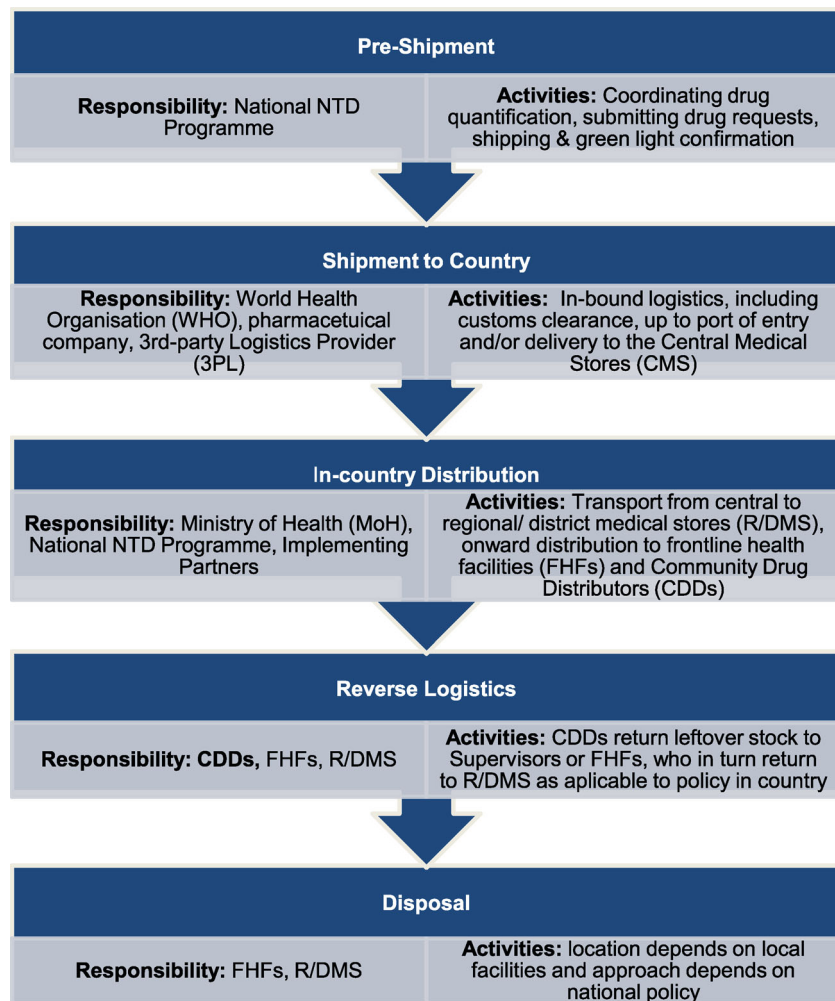 Pre-Shipment
Responsibility: National NTD
Programme
Activities: Coordinating drug
quantification, submitting drug requests,
shipping & green light confirmation
Shipment to Country
Responsibility: World Health
Organisation (WHO), pharmacetuical
company, 3rd-party Logistics Provider
(3PL)
Activities: In-bound logistics, including
customs clearance, up to port of entry
and/or delivery to the Central Medical
Stores (CMS)
In-country Distribution
Responsibility: Ministry of Health (MoH),
National NTD Programme, Implementing
Partners
Activities: Transport from central to
regional/ district medical stores (R/DMS),
onward distribution to frontline health
facilities (FHFs) and Community Drug
Distributors (CDDs)
Reverse Logistics
Responsibility: CDDs, FHFs, R/DMS
Activities: CDDs return leftover stock to
Supervisors or FHFs, who in turn return
to R/DMS as aplicable to policy in country
Disposal
Responsibility: FHFs, R/DMS
Activities: location depends on local
facilities and approach depends on
national policy